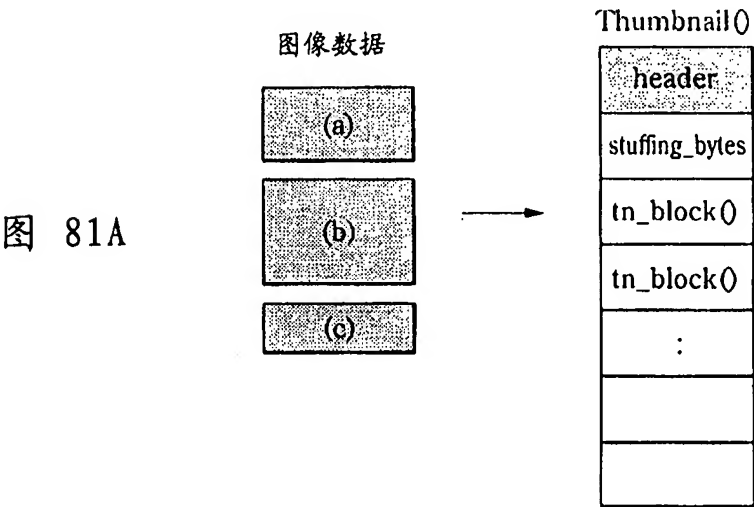 图 81A
图像数据
(a)
(b)
(c)
Thumbnail()
header
stuffing_bytes
tn_block()
tn_block()
: